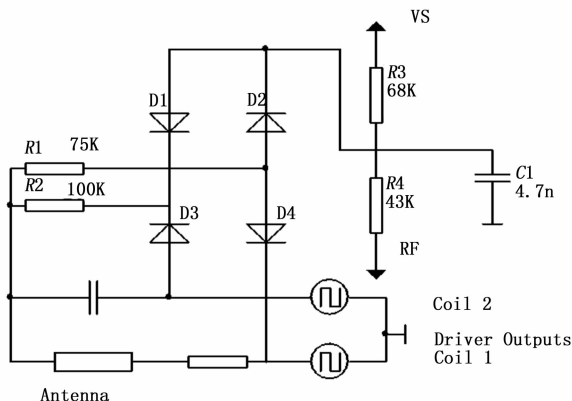 VS
R3
68K
D1
D2
R1
75K
C1
4.7n
R2
100K
R4
43K
D3
D4
RF
Coil 2
Driver Outputs
Coil 1
Antenna